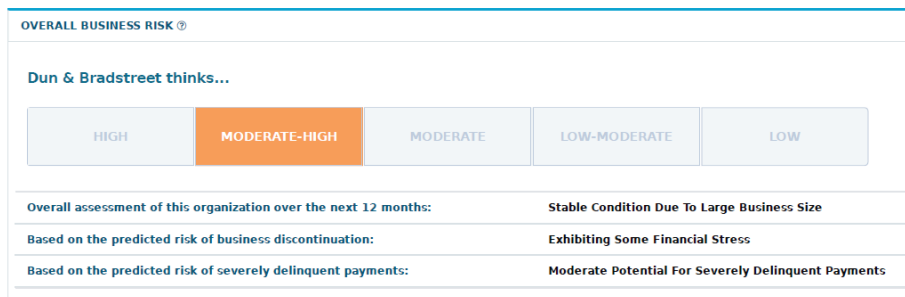 OVERALL BUSINESS RISK ?
Dun & Bradstreet thinks...
HIGH MODERATE-HIGH MODERATE LOW-MODERATE LOW
Overall assessment of this organization over the next 12 months: Stable Condition Due To Large Business Size
Based on the predicted risk of business discontinuation: Exhibiting Some Financial Stress
Based on the predicted risk of severely delinquent payments: Moderate Potential For Severely Delinquent Payments